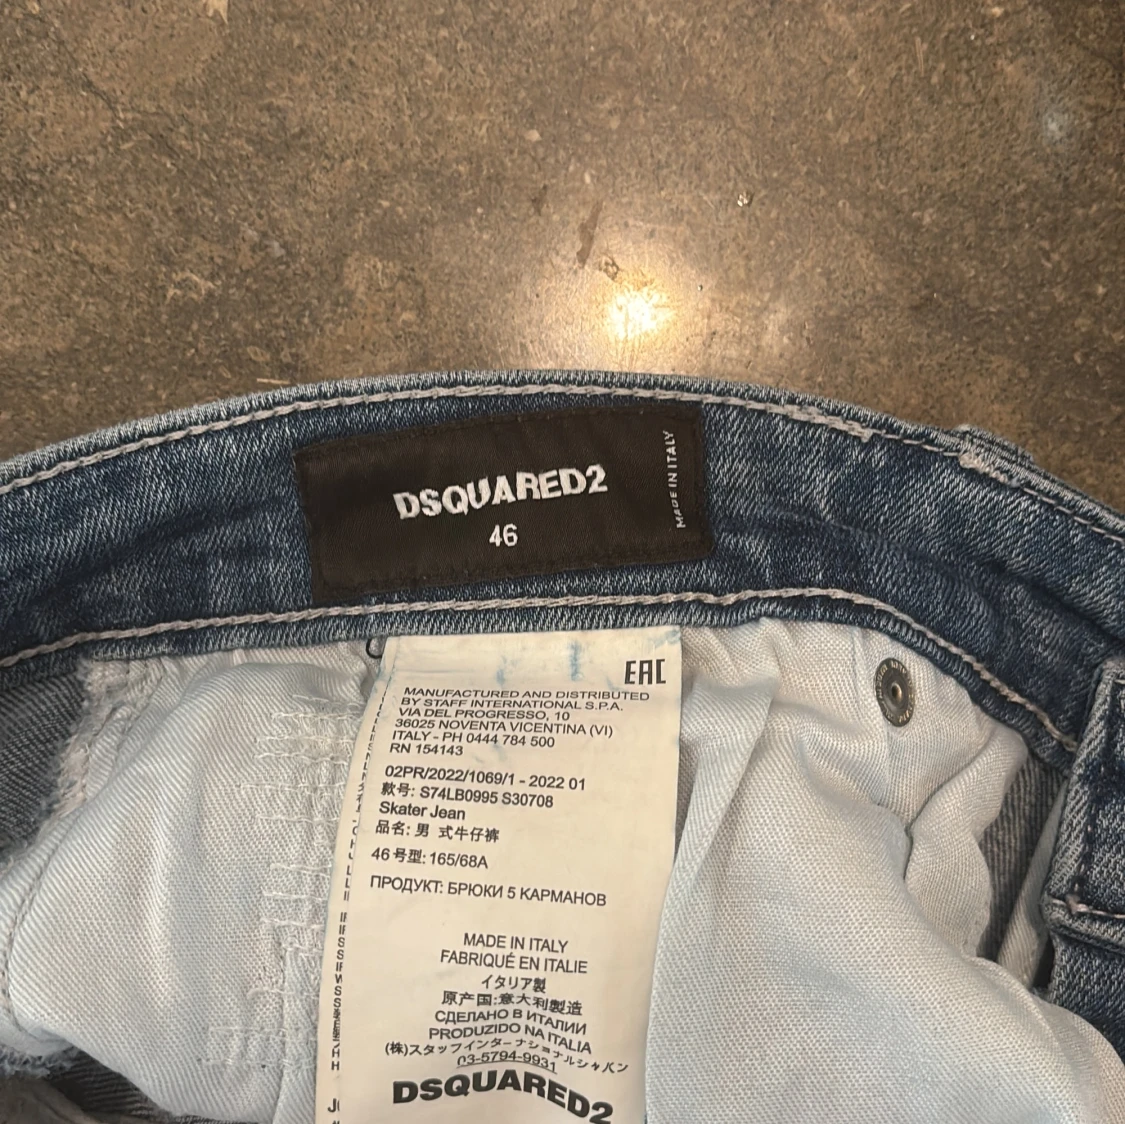 DSQUARED2
46
MADE IN ITALY
EAC
MANUFACTURED AND DISTRIBUTED
BY STAFF INTERNATIONAL S.P.A.
VIA DEL PROGRESSO, 10
36025 NOVENTA VICENTINA (VI)
ITALY - PH 0444 784 500
RN 154143
02PR/2022/1069/1 - 2022 01
款号: S74LB0995 S30708
Skater Jean
品名: 男 式牛仔裤
46 号型: 165/68A
ПРОДУКТ: БРЮКИ 5 КАРМАНОВ
MADE IN ITALY
FABRIQUÉ EN ITALIE
イタリア製
原产国:意大利製造
СДЕЛАНО В ИТАЛИИ
PRODUZIDO NA ITALIA
(株)スタッフインターナショナルジャパン
03-5794-9931
DSQUARED2